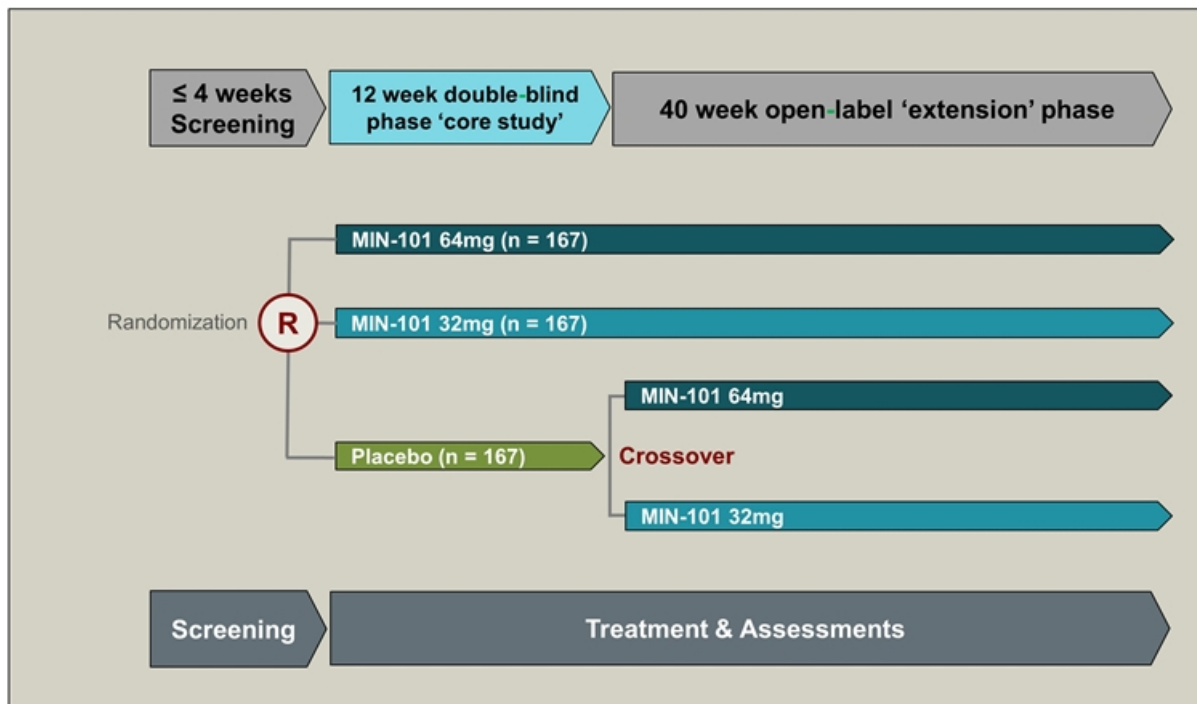 ≤ 4 weeks
Screening
12 week double-blind
phase ‘core study’
40 week open-label ‘extension’ phase
MIN-101 64mg (n = 167)
Randomization
R
MIN-101 32mg (n = 167)
MIN-101 64mg
Placebo (n = 167)
Crossover
MIN-101 32mg
Screening
Treatment & Assessments